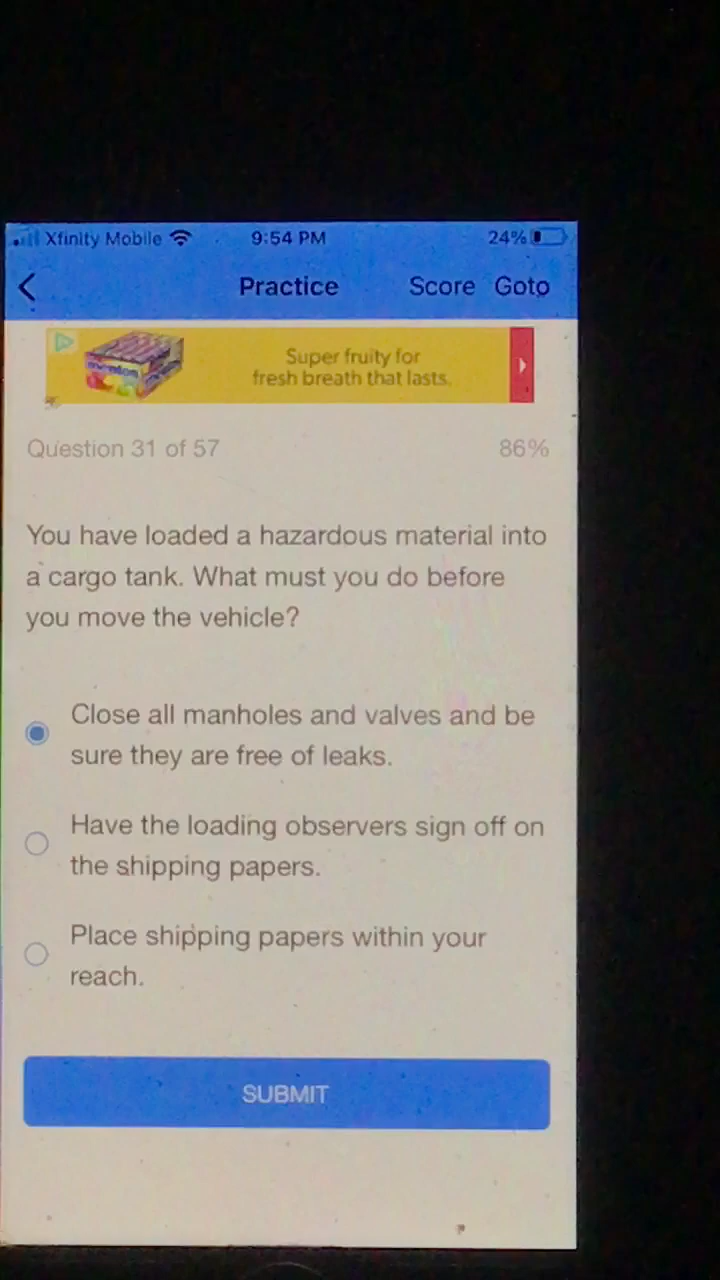 Xfinity Mobile 9:54 PM 24%
Practice Score Goto
mentos
Super fruity for
fresh breath that lasts.
Question 31 of 57 86%
You have loaded a hazardous material into
a cargo tank. What must you do before
you move the vehicle?
Close all manholes and valves and be
sure they are free of leaks.
Have the loading observers sign off on
the shipping papers.
Place shipping papers within your
reach.
SUBMIT